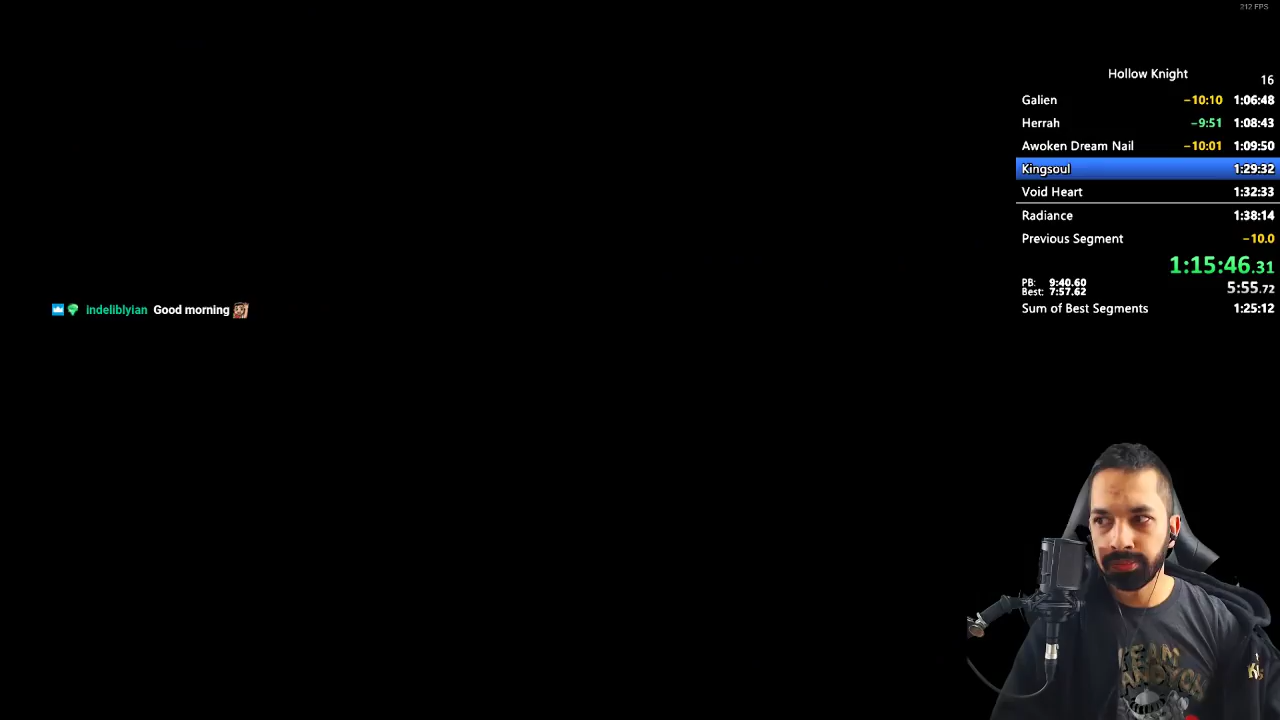 212 FPS
Hollow Knight
16
Galien −10:10 1:06:48
Herrah −9:51 1:08:43
Awoken Dream Nail −10:01 1:09:50
Kingsoul 1:29:32
Void Heart 1:32:33
Radiance 1:38:14
Previous Segment −10.0
1:15:46.31
PB: 9:40.60
Best: 7:57.62
5:55.72
Sum of Best Segments 1:25:12
indeliblyian Good morning
TEAM